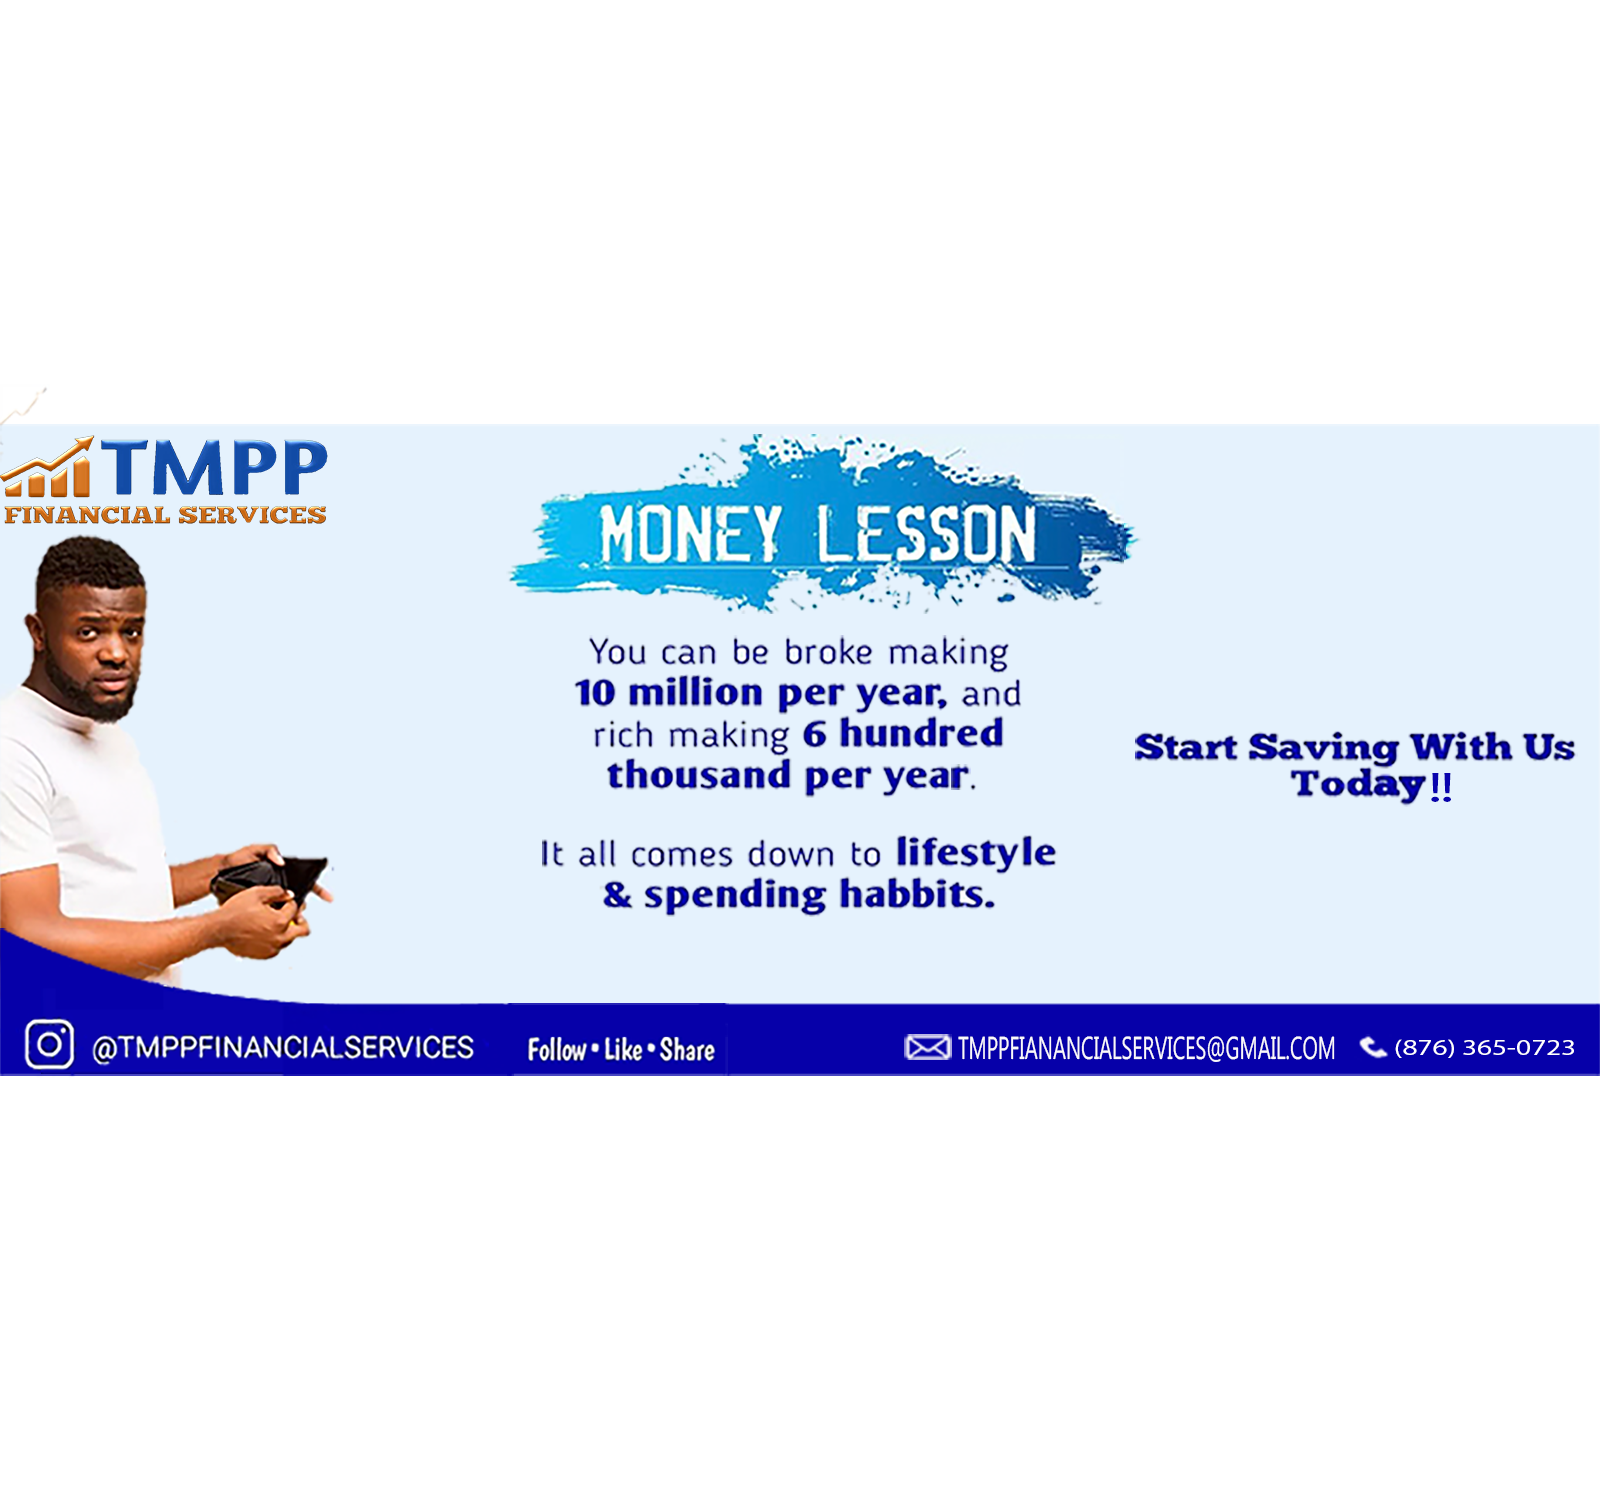 TMPP
FINANCIAL SERVICES
MONEY LESSON
You can be broke making
10 million per year, and
rich making 6 hundred
thousand per year.
It all comes down to lifestyle
& spending habbits.
Start Saving With Us
Today!!
@TMPPFINANCIALSERVICES
Follow • Like • Share
TMPPFIANANCIALSERVICES@GMAIL.COM
(876) 365-0723